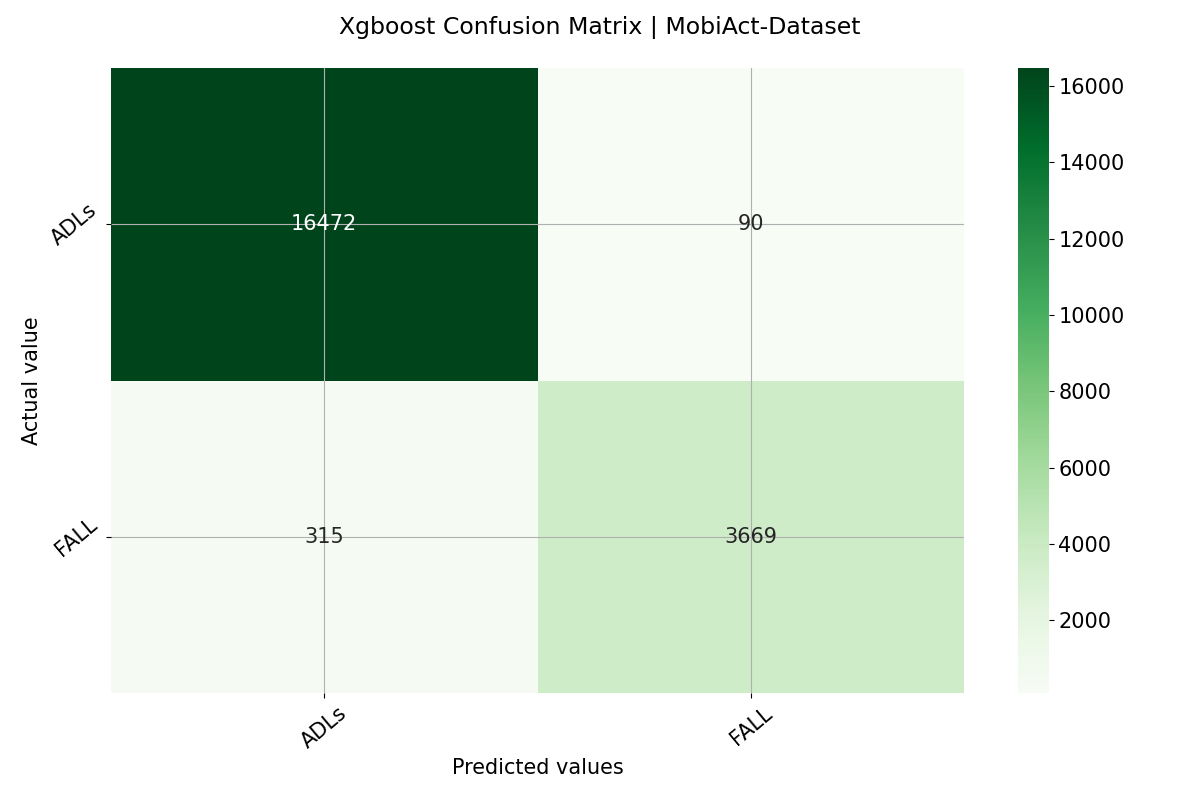 Xgboost Confusion Matrix | MobiAct-Dataset
Actual value
ADLs
FALL
16472
90
315
3669
ADLs
FALL
Predicted values
16000
14000
12000
10000
8000
6000
4000
2000